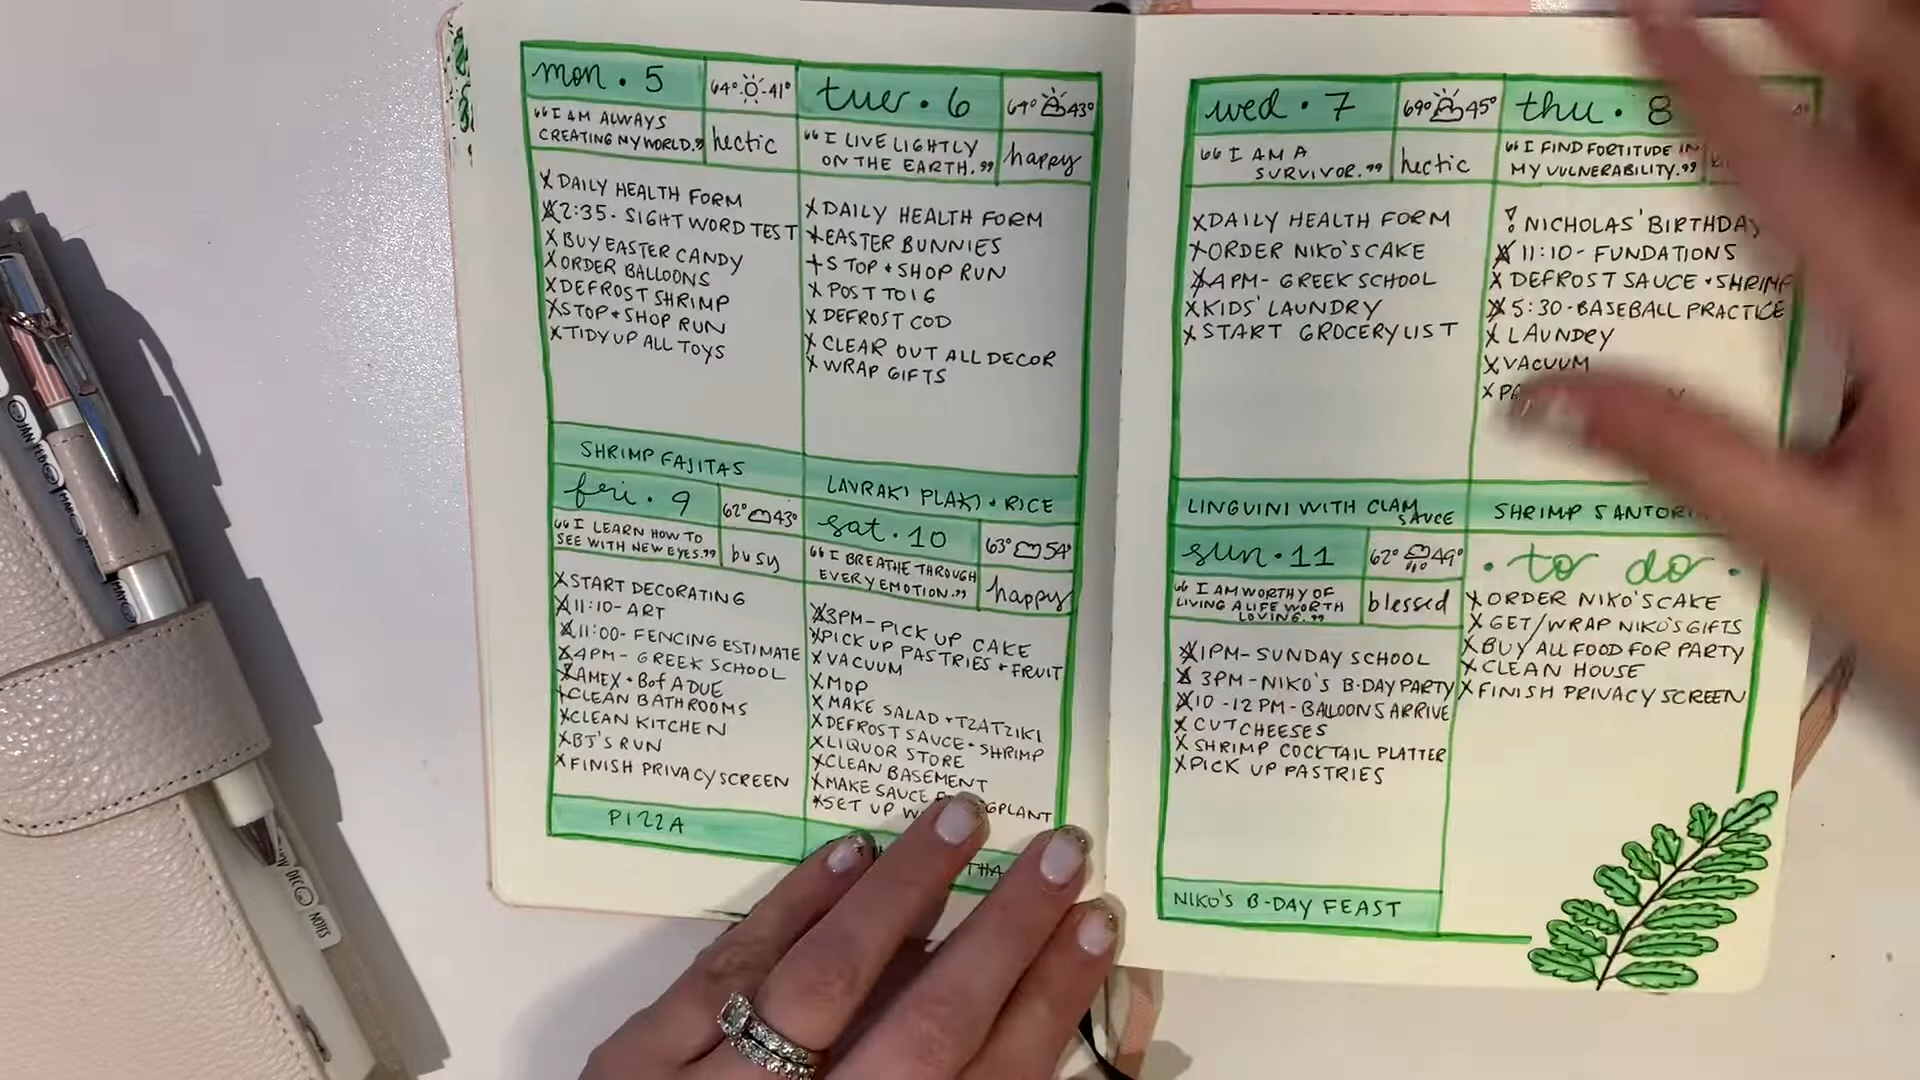 mon • 5
64° 41°
"I AM ALWAYS
CREATING MY WORLD."
hectic
X DAILY HEALTH FORM
X 2:35 - SIGHT WORD TEST
X BUY EASTER CANDY
X ORDER BALLOONS
X DEFROST SHRIMP
X STOP + SHOP RUN
X TIDY UP ALL TOYS
SHRIMP FAJITAS
tue • 6
43°
"I LIVE LIGHTLY
ON THE EARTH."
happy
X DAILY HEALTH FORM
X EASTER BUNNIES
X STOP + SHOP RUN
X POST TO IG
X DEFROST COD
X CLEAR OUT ALL DECOR
X WRAP GIFTS
LAVRAKI PLAKI + RICE
wed • 7
69° 45°
"I AM A
SURVIVOR."
hectic
X DAILY HEALTH FORM
X ORDER NIKO'S CAKE
X 4PM - GREEK SCHOOL
X KIDS' LAUNDRY
X START GROCERY LIST
LINGUINI WITH CLAM
SAUCE
thu • 8
"I FIND FORTITUDE IN
MY VULNERABILITY."
! NICHOLAS' BIRTHDAY
X 11:10 - FUNDATIONS
X DEFROST SAUCE + SHRIMP
X 5:30 - BASEBALL PRACTICE
X LAUNDRY
X VACUUM
X
SHRIMP
fri • 9
62° 43°
"I LEARN HOW TO
SEE WITH NEW EYES."
busy
X START DECORATING
X 11:10 - ART
X 11:00 - FENCING ESTIMATE
X 4PM - GREEK SCHOOL
X AMEX + BofA DUE
X CLEAN BATHROOMS
X CLEAN KITCHEN
X BJ'S RUN
X FINISH PRIVACY SCREEN
PIZZA
sat • 10
63° 54°
"I BREATHE THROUGH
EVERY EMOTION."
happy
X 3PM - PICK UP CAKE
X PICK UP PASTRIES + FRUIT
X VACUUM
X MOP
X MAKE SALAD + TZATZIKI
X DEFROST SAUCE + SHRIMP
X LIQUOR STORE
X CLEAN BASEMENT
X MAKE SAUCE
X SET UP
sun • 11
62° 49°
"I AM WORTHY OF
LIVING A LIFE WORTH
LOVING."
blessed
X 1PM - SUNDAY SCHOOL
X 3PM - NIKO'S B-DAY PARTY
X 10-12PM - BALLOONS ARRIVE
X CUT CHEESES
X SHRIMP COCKTAIL PLATTER
X PICK UP PASTRIES
NIKO'S B-DAY FEAST
• to do •
X ORDER NIKO'S CAKE
X GET/WRAP NIKO'S GIFTS
X BUY ALL FOOD FOR PARTY
X CLEAN HOUSE
X FINISH PRIVACY SCREEN
JAN
FEB
MAR
MAY
DEC
NOTES